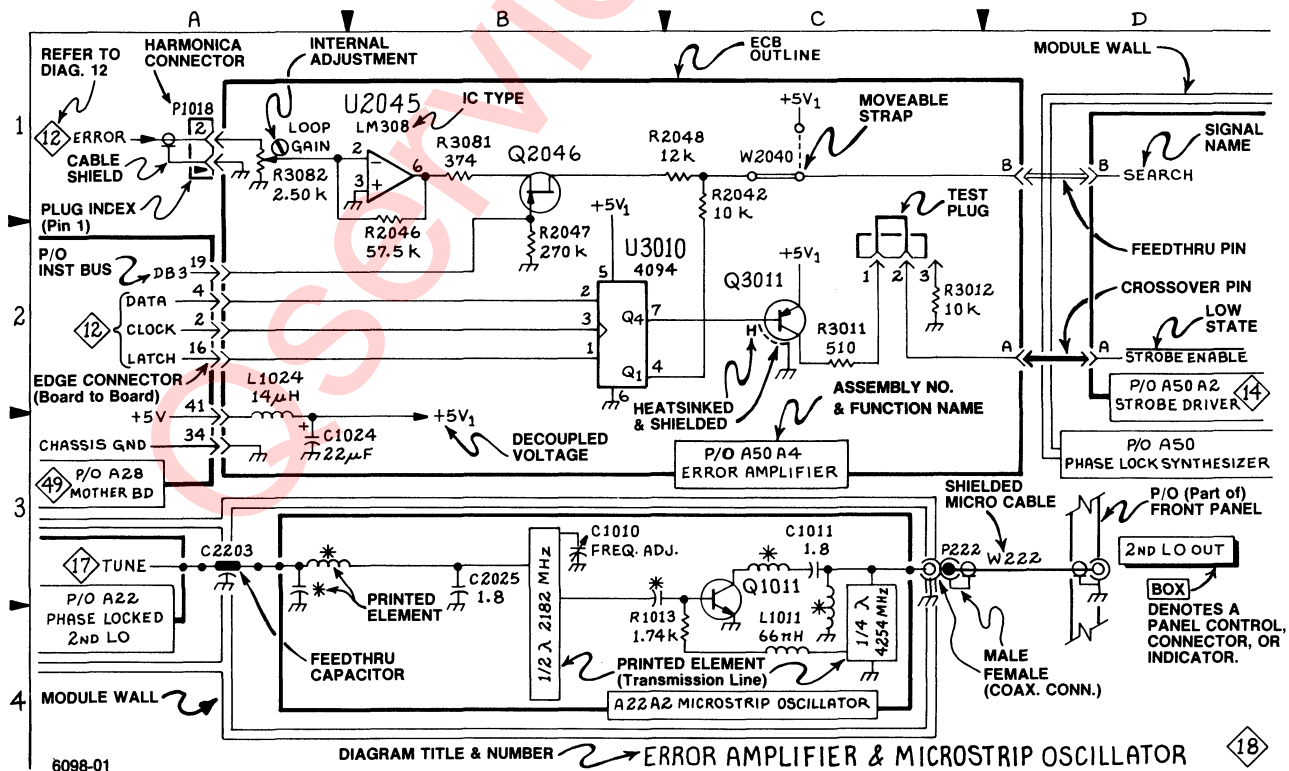 A B C D
REFER TO
DIAG. 12
HARMONICA
CONNECTOR
INTERNAL
ADJUSTMENT
ECB
OUTLINE
MODULE WALL
1
P1018
2
12 ERROR
CABLE
SHIELD
PLUG INDEX
(Pin 1)
LOOP
GAIN
R3082
2.50 K
U2045
LM308
IC TYPE
2
-
3
+
6
R3081
374
R2046
57.5 K
Q2046
R2047
270 K
R2048
12 K
R2042
10 K
W2040
+5V1
MOVEABLE
STRAP
B
B
SIGNAL
NAME
SEARCH
TEST
PLUG
FEEDTHRU PIN
CROSSOVER PIN
P/O
INST BUS
DB3 19
2
12
DATA 4
CLOCK 2
LATCH 16
EDGE CONNECTOR
(Board to Board)
+5V1
U3010
4094
5
2
3
1
Q4 7
Q1 4
6
Q3011
+5V1
H
R3011
510
1 2 3
R3012
10 K
A
A
LOW
STATE
STROBE ENABLE
P/O A50 A2
STROBE DRIVER
14
HEATSINKED
& SHIELDED
ASSEMBLY NO.
& FUNCTION NAME
P/O A50 A4
ERROR AMPLIFIER
P/O A50
PHASE LOCK SYNTHESIZER
+5V 41
L1024
14 µH
+
C1024
22 µF
+5V1
DECOUPLED
VOLTAGE
CHASSIS GND 34
49
P/O A28
MOTHER BD
3
17 TUNE
P/O A22
PHASE LOCKED
2ND LO
C2203
FEEDTHRU
CAPACITOR
*
*
PRINTED
ELEMENT
C2025
1.8
1/2 λ 2182 MHz
C1010
FREQ. ADJ.
*
R1013
1.74K
*
Q1011
C1011
1.8
*
L1011
66nH
1/4 λ
4254 MHz
PRINTED ELEMENT
(Transmission Line)
A22A2 MICROSTRIP OSCILLATOR
SHIELDED
MICRO CABLE
P222
W222
MALE
FEMALE
(COAX. CONN.)
P/O (Part of)
FRONT PANEL
2ND LO OUT
BOX
DENOTES A
PANEL CONTROL,
CONNECTOR, OR
INDICATOR.
4
MODULE WALL
DIAGRAM TITLE & NUMBER
ERROR AMPLIFIER & MICROSTRIP OSCILLATOR
18
6098-01
Qservi